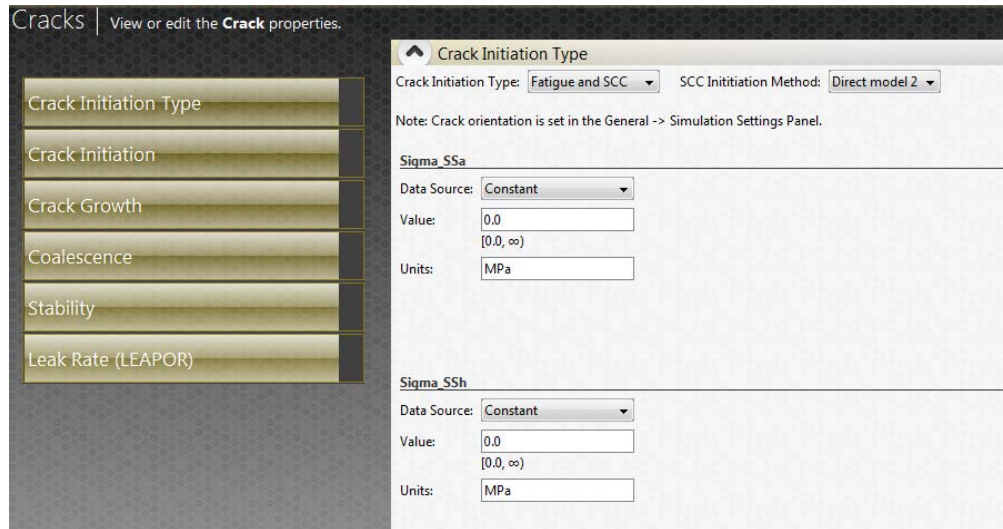 Cracks | View or edit the Crack properties.
Crack Initiation Type
Crack Initiation
Crack Growth
Coalescence
Stability
Leak Rate (LEAPOR)
Crack Initiation Type
Crack Initiation Type: Fatigue and SCC SCC Inititiation Method: Direct model 2
Note: Crack orientation is set in the General -> Simulation Settings Panel.
Sigma_SSa
Data Source: Constant
Value: 0.0
[0.0, ∞)
Units: MPa
Sigma_SSh
Data Source: Constant
Value: 0.0
[0.0, ∞)
Units: MPa